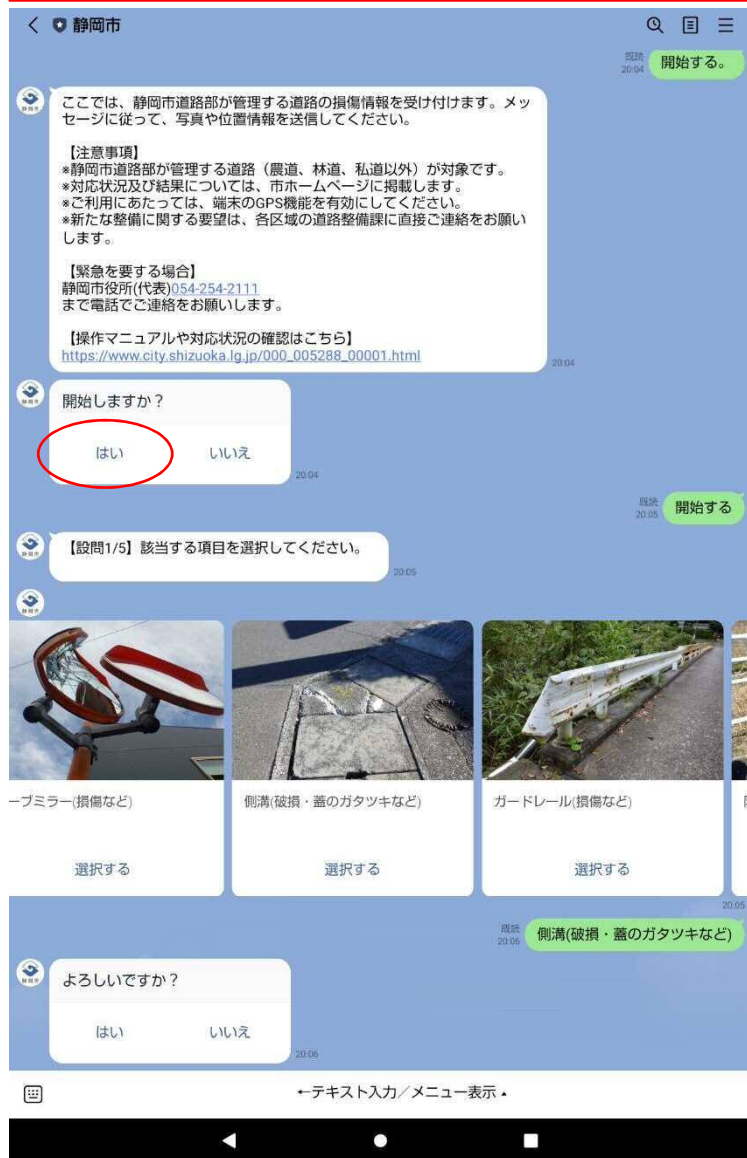 静岡市
既読
20:04
開始する。
ここでは、静岡市道路部が管理する道路の損傷情報を受け付けます。メッ
セージに従って、写真や位置情報を送信してください。
【注意事項】
*静岡市道路部が管理する道路（農道、林道、私道以外）が対象です。
*対応状況及び結果については、市ホームページに掲載します。
*ご利用にあたっては、端末のGPS機能を有効にしてください。
*新たな整備に関する要望は、各区域の道路整備課に直接ご連絡をお願い
します。
【緊急を要する場合】
静岡市役所(代表)054-254-2111
まで電話でご連絡をお願いします。
【操作マニュアルや対応状況の確認はこちら】
https://www.city.shizuoka.lg.jp/000_005288_00001.html
20:04
開始しますか？
はい いいえ
20:04
既読
20:05
開始する
【設問1/5】該当する項目を選択してください。
20:05
ーブミラー(損傷など)
選択する
側溝(破損・蓋のガタツキなど)
選択する
ガードレール(損傷など)
選択する
20:05
既読
20:06
側溝(破損・蓋のガタツキなど)
よろしいですか？
はい いいえ
20:06
←テキスト入力／メニュー表示▲